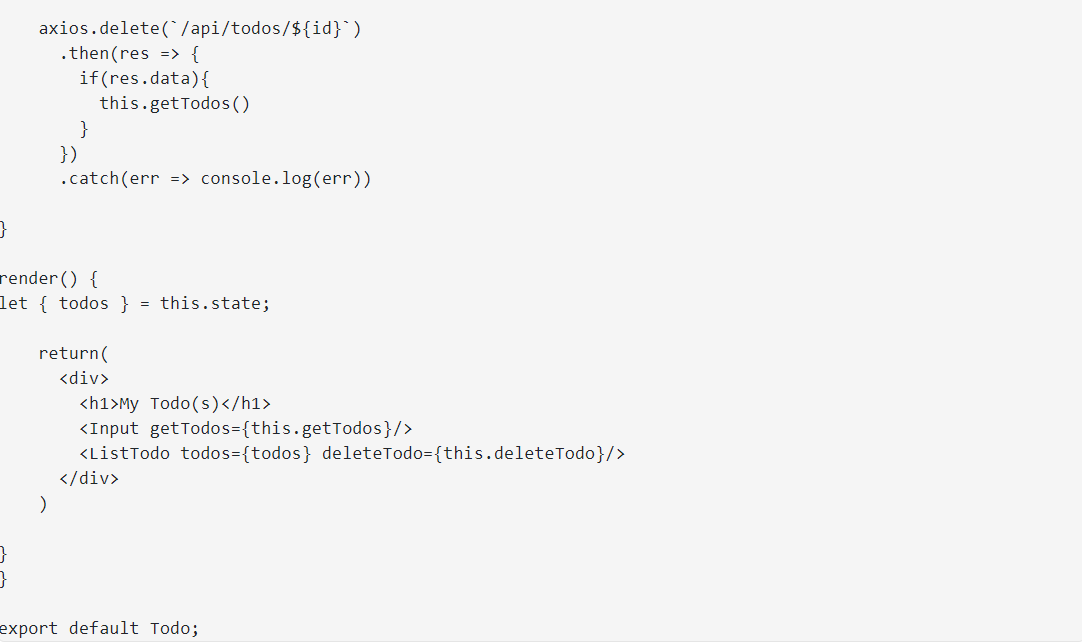 axios.delete(`/api/todos/${id}`)
.then(res => {
if(res.data){
this.getTodos()
}
})
.catch(err => console.log(err))
}
render() {
let { todos } = this.state;
return(
<div>
<h1>My Todo(s)</h1>
<Input getTodos={this.getTodos}/>
<ListTodo todos={todos} deleteTodo={this.deleteTodo}/>
</div>
)
}
}
export default Todo;